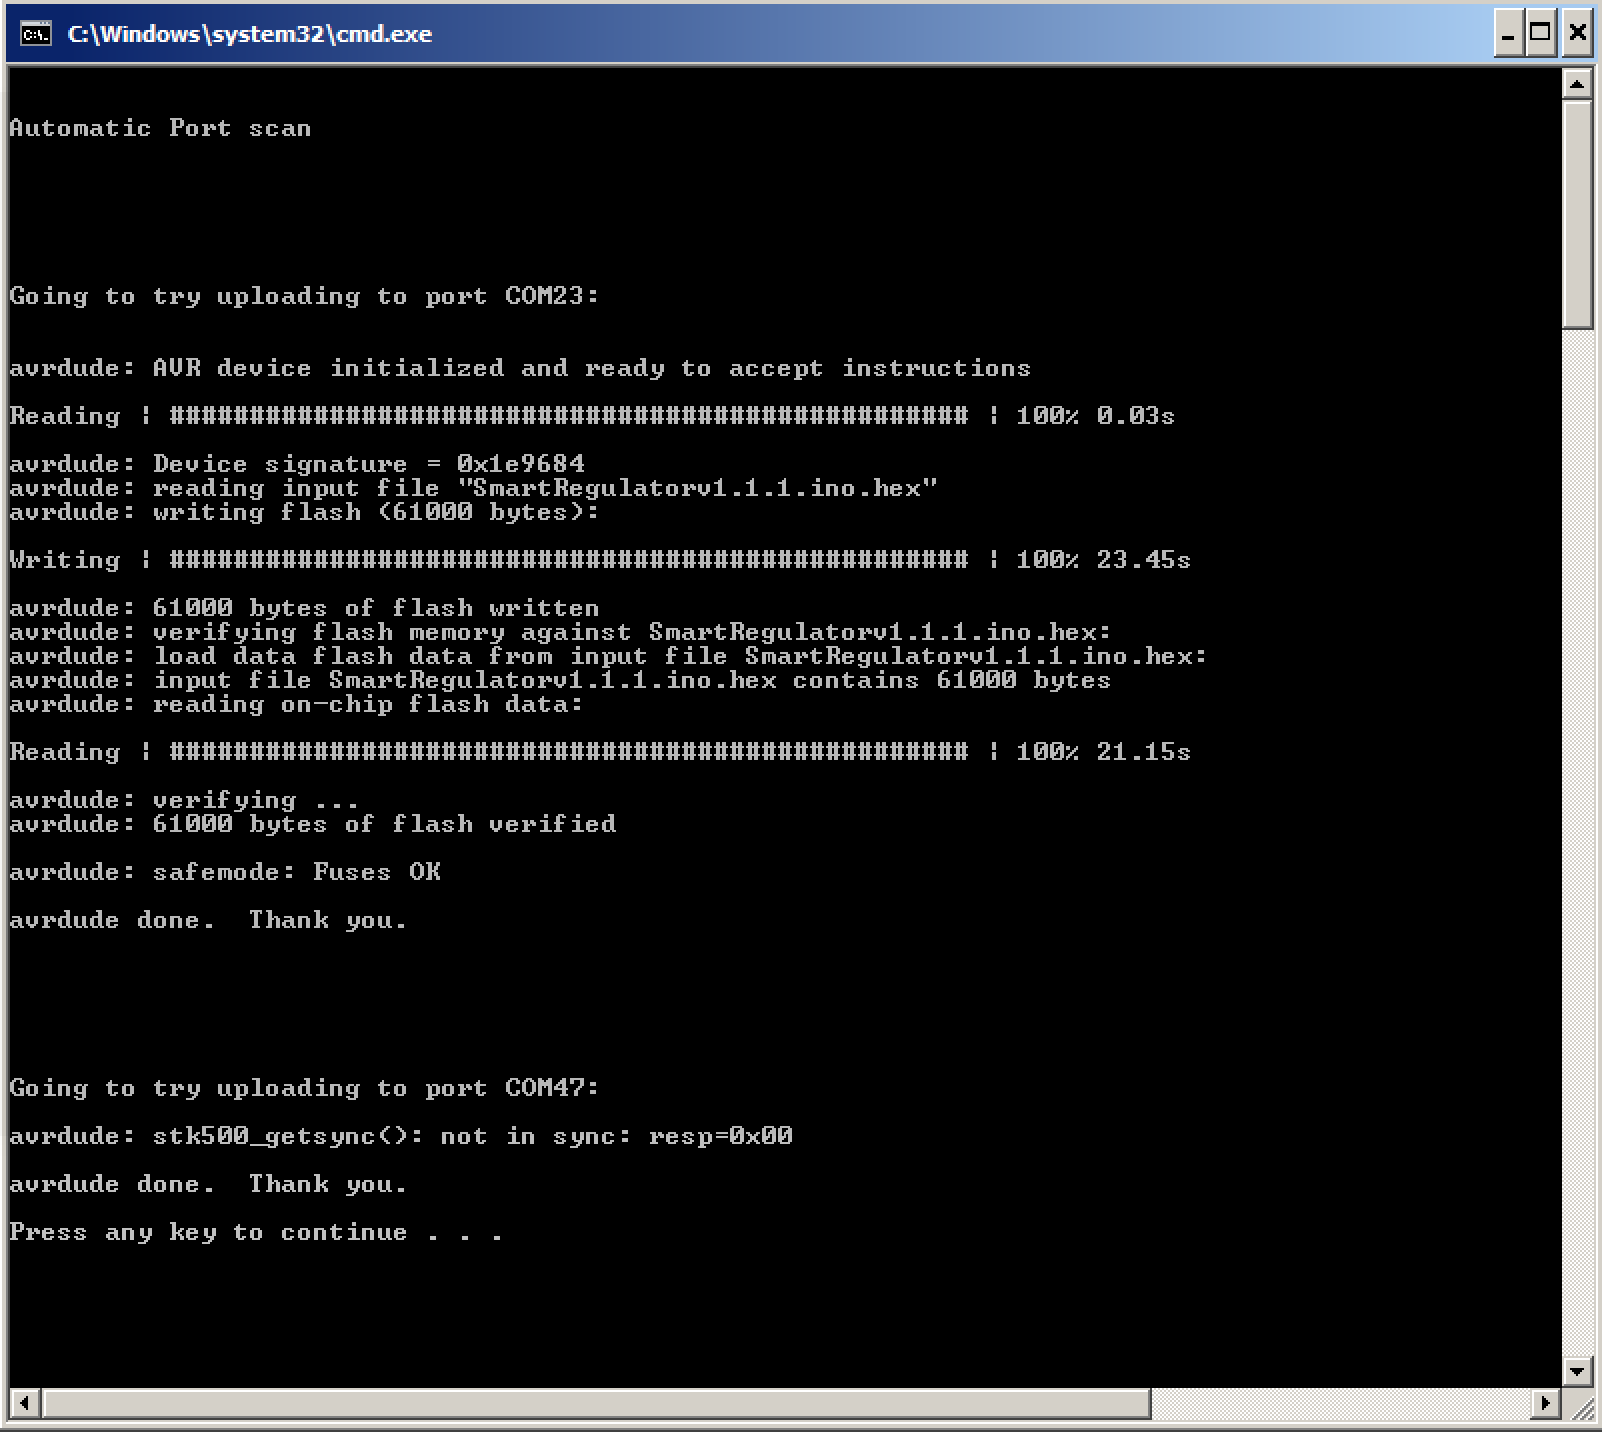 C:\Windows\system32\cmd.exe
Automatic Port scan
Going to try uploading to port COM23:
avrdude: AVR device initialized and ready to accept instructions
Reading | ################################################## | 100% 0.03s
avrdude: Device signature = 0x1e9684
avrdude: reading input file "SmartRegulatorv1.1.1.ino.hex"
avrdude: writing flash (61000 bytes):
Writing | ################################################## | 100% 23.45s
avrdude: 61000 bytes of flash written
avrdude: verifying flash memory against SmartRegulatorv1.1.1.ino.hex:
avrdude: load data flash data from input file SmartRegulatorv1.1.1.ino.hex:
avrdude: input file SmartRegulatorv1.1.1.ino.hex contains 61000 bytes
avrdude: reading on-chip flash data:
Reading | ################################################## | 100% 21.15s
avrdude: verifying ...
avrdude: 61000 bytes of flash verified
avrdude: safemode: Fuses OK
avrdude done.  Thank you.
Going to try uploading to port COM47:
avrdude: stk500_getsync(): not in sync: resp=0x00
avrdude done.  Thank you.
Press any key to continue . . .